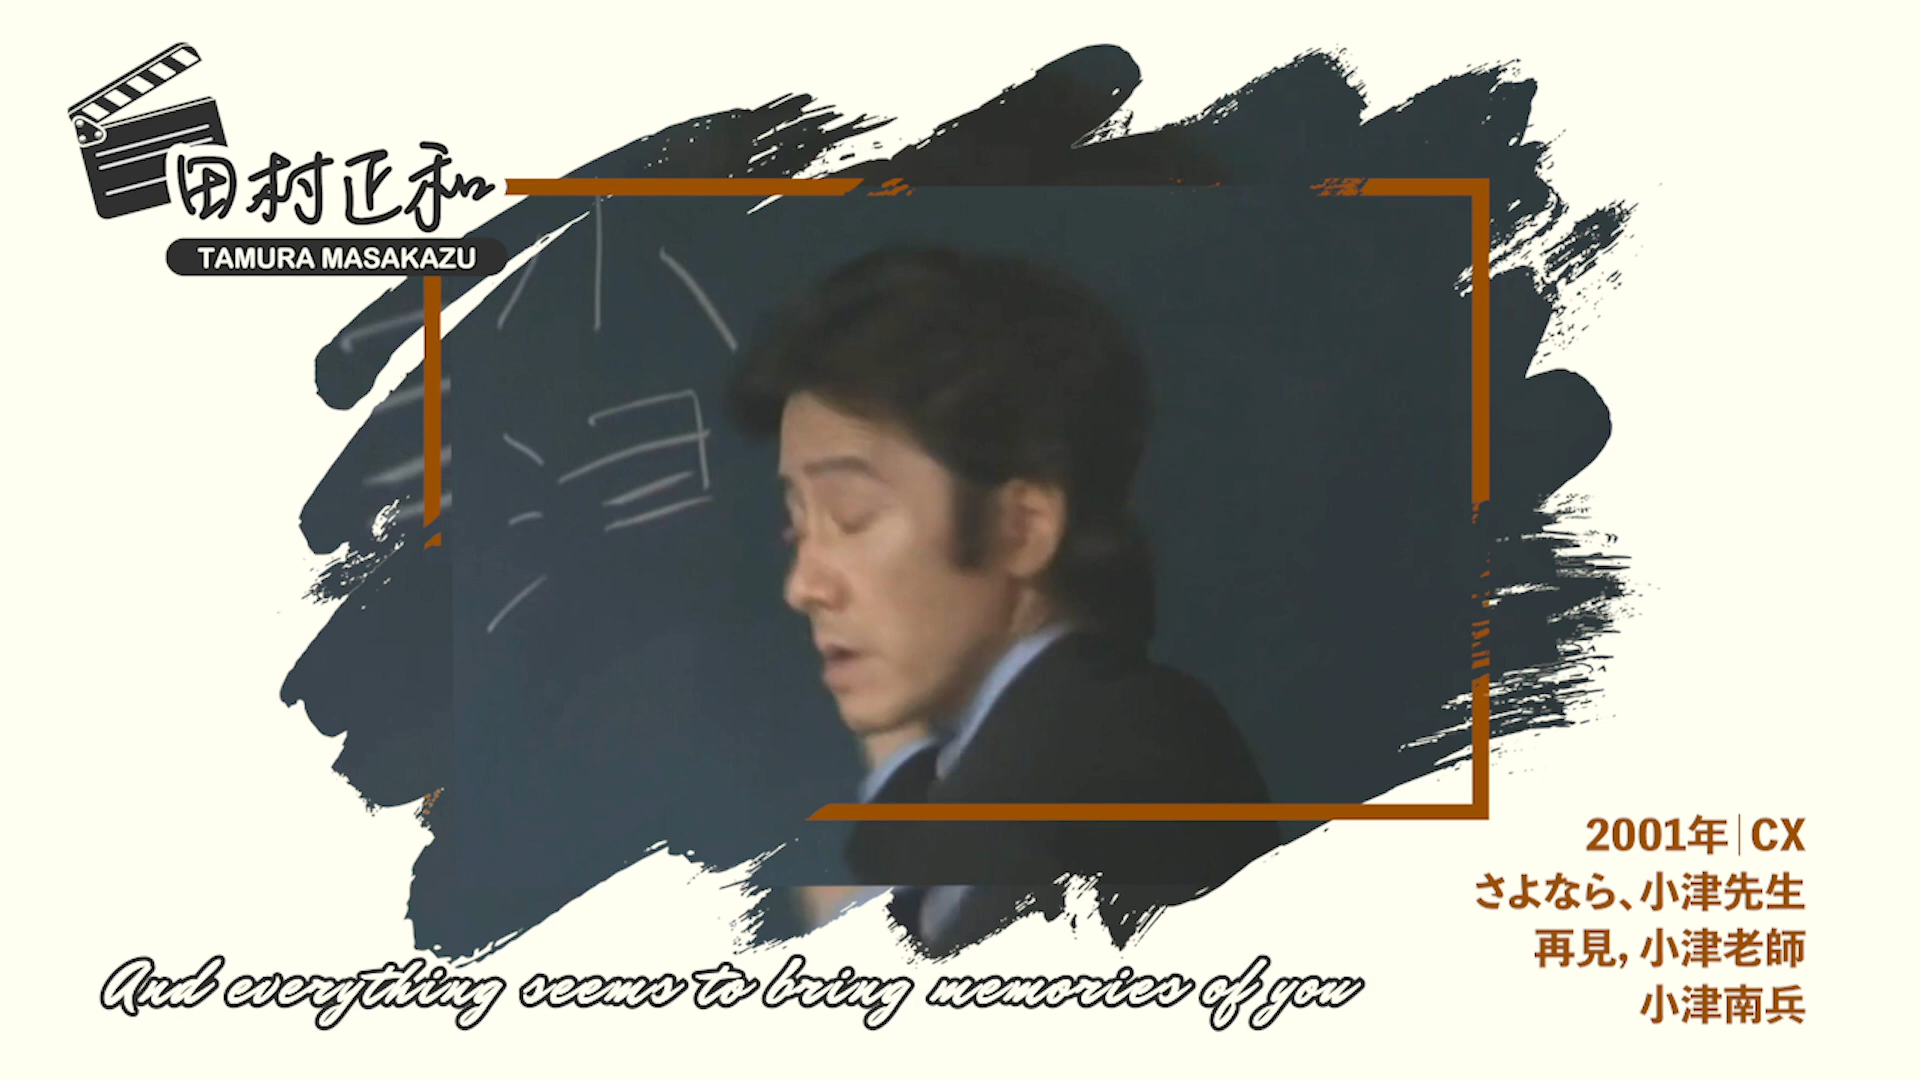 田村正和
TAMURA MASAKAZU
小
2001年|CX
さよなら、小津先生
再見，小津老師
小津南兵
And everything seems to bring memories of you